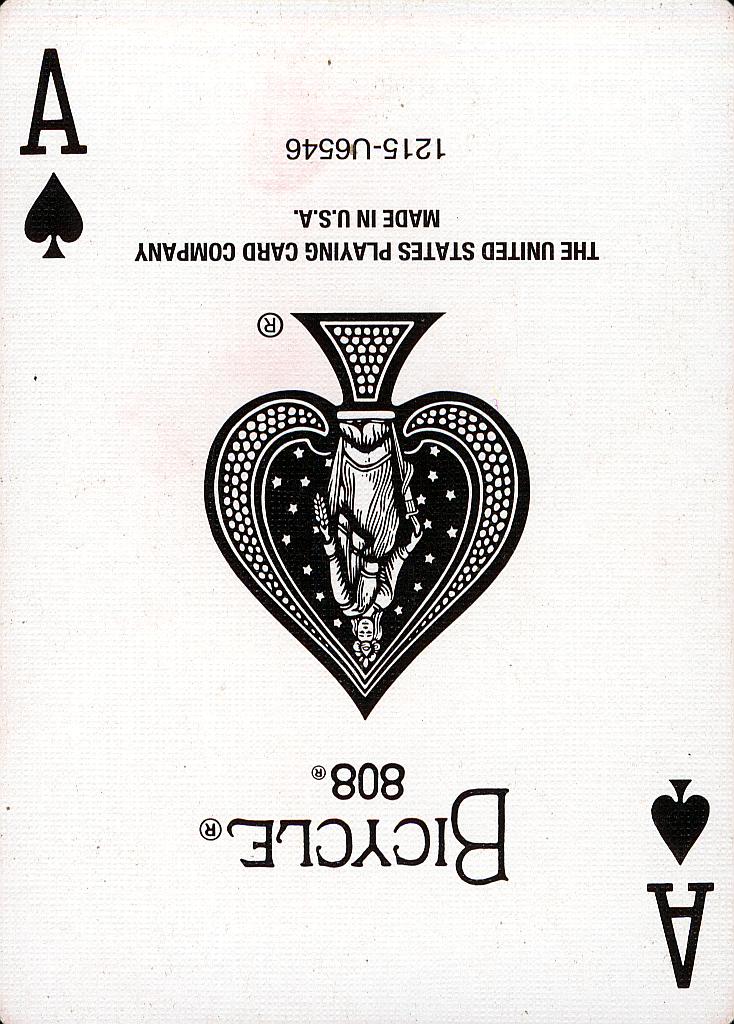 A
BICYCLE®
808®
®
THE UNITED STATES PLAYING CARD COMPANY
MADE IN U.S.A.
1215-U6546
A